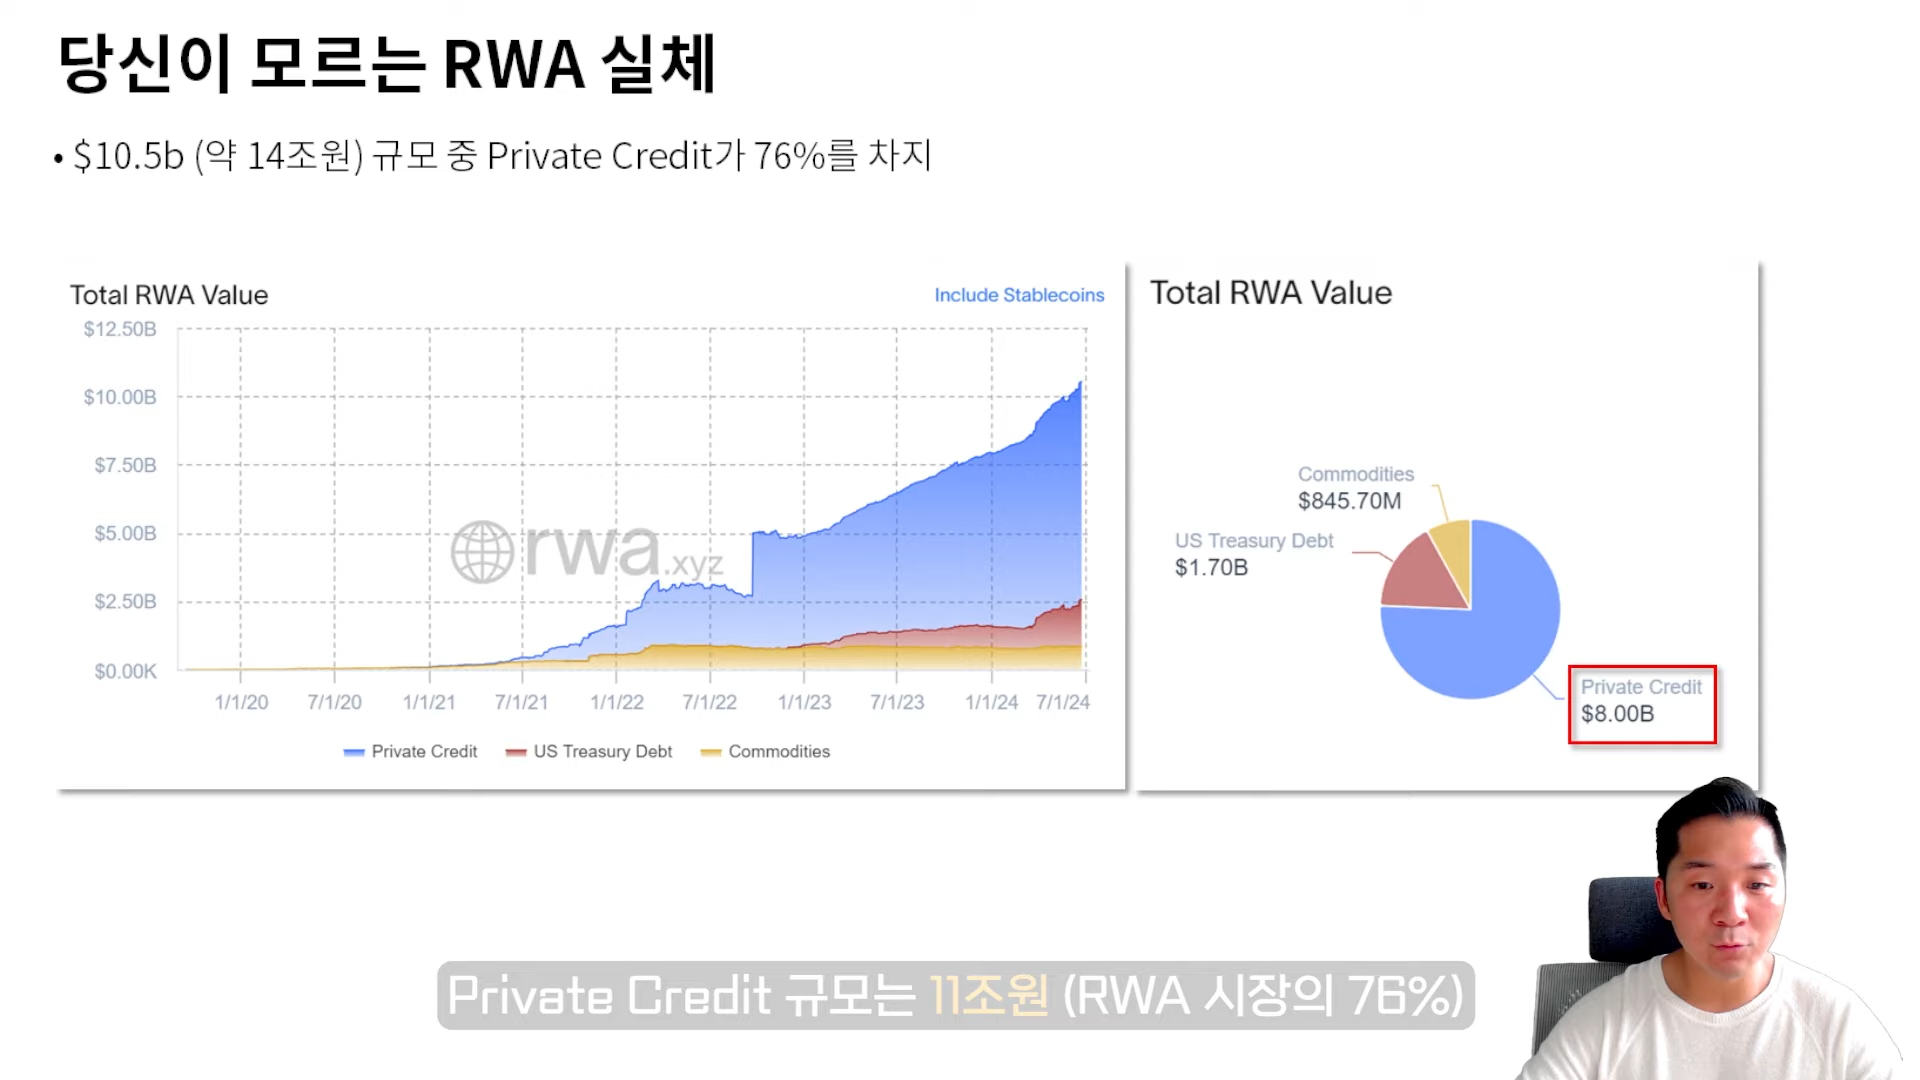 당신이 모르는 RWA 실체
• $10.5b (약 14조원) 규모 중 Private Credit가 76%를 차지
Total RWA Value
Include Stablecoins
$12.50B
$10.00B
$7.50B
$5.00B
$2.50B
$0.00K
rwa.xyz
1/1/20 7/1/20 1/1/21 7/1/21 1/1/22 7/1/22 1/1/23 7/1/23 1/1/24 7/1/24
Private Credit US Treasury Debt Commodities
Total RWA Value
Commodities
$845.70M
US Treasury Debt
$1.70B
Private Credit
$8.00B
Private Credit 규모는 11조원 (RWA 시장의 76%)